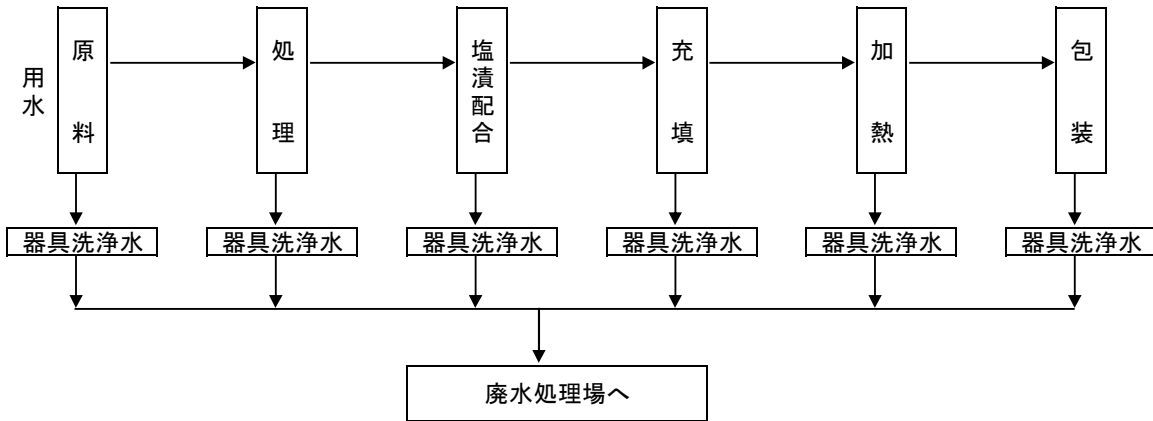 用水
原料
処理
塩漬配合
充填
加熱
包装
器具洗浄水
器具洗浄水
器具洗浄水
器具洗浄水
器具洗浄水
器具洗浄水
廃水処理場へ